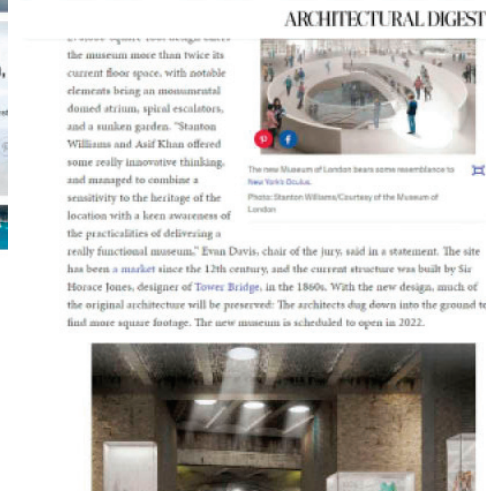 ARCHITECTURAL DIGEST
the museum more than twice its
current floor space, with notable
elements being an monumental
domed atrium, spiral escalators,
and a sunken garden. "Stanton
Williams and Asif Khan offered
some really innovative thinking,
and managed to combine a
sensitivity to the heritage of the
location with a keen awareness of
the practicalities of delivering a
The new Museum of London bears some resemblance to
New York's Oculus.
Photo: Stanton Williams/Courtesy of the Museum of
London
really functional museum," Evan Davis, chair of the jury, said in a statement. The site
has been a market since the 12th century, and the current structure was built by Sir
Horace Jones, designer of Tower Bridge, in the 1860s. With the new design, much of
the original architecture will be preserved: The architects dug down into the ground to
find more square footage. The new museum is scheduled to open in 2022.